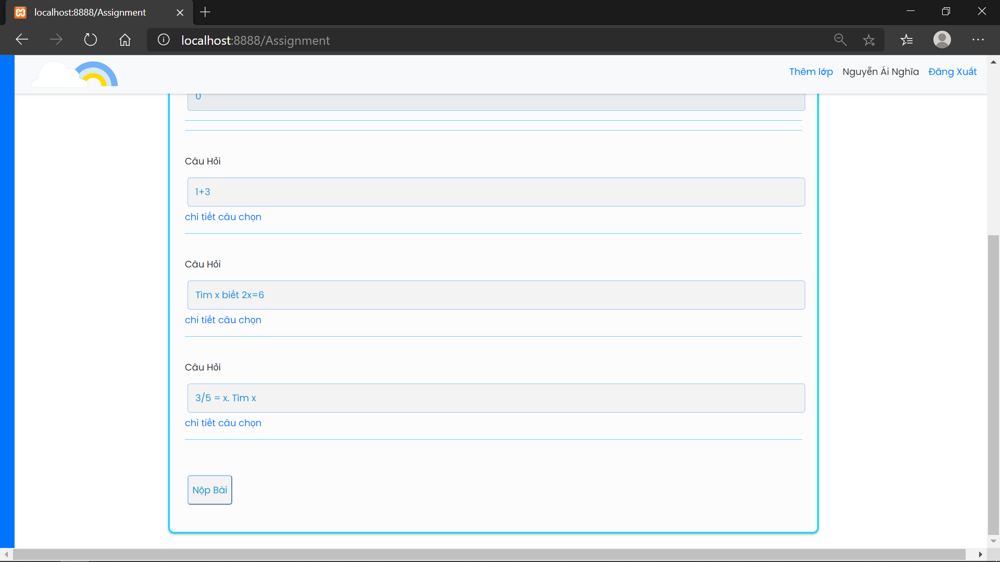 localhost:8888/Assignment
localhost:8888/Assignment
Thêm lớp Nguyễn Ái Nghĩa Đăng Xuất
0
Câu Hỏi
1+3
chi tiết câu chọn
Câu Hỏi
Tìm x biết 2x=6
chi tiết câu chọn
Câu Hỏi
3/5 = x. Tìm x
chi tiết câu chọn
Nộp Bài